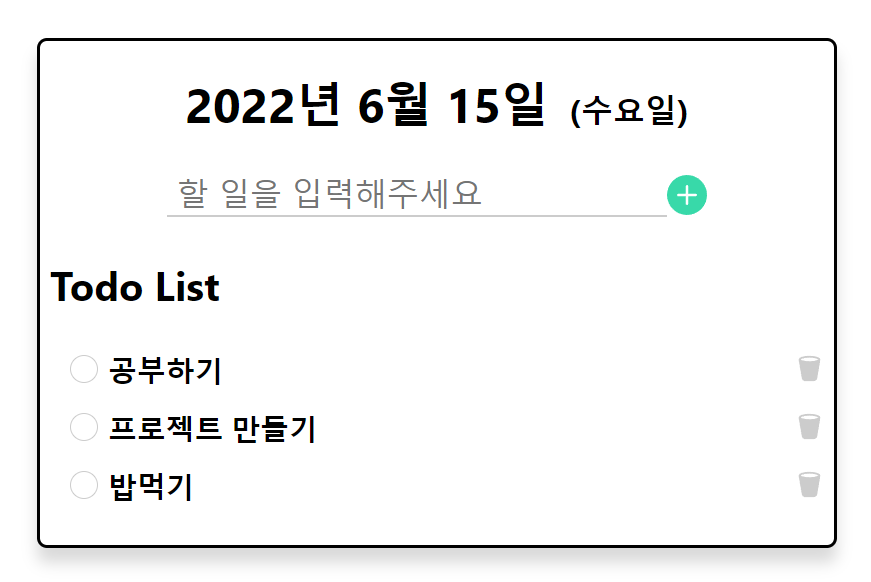 2022년 6월 15일 (수요일)
할 일을 입력해주세요
Todo List
공부하기
프로젝트 만들기
밥먹기